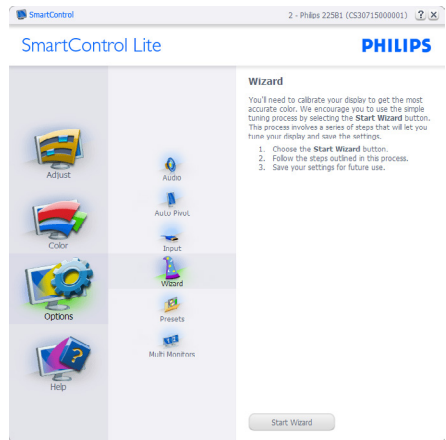 SmartControl
2 - Philips 225B1 (CS30715000001)
?
SmartControl Lite
PHILIPS
Adjust
Color
Options
Help
Audio
Auto Pivot
Input
Wizard
Presets
Multi Monitors
Wizard
You'll need to calibrate your display to get the most
accurate color. We encourage you to use the simple
tuning process by selecting the Start Wizard button.
This process involves a series of steps that will let you
tune your display and save the settings.
1. Choose the Start Wizard button.
2. Follow the steps outlined in this process.
3. Save your settings for future use.
Start Wizard